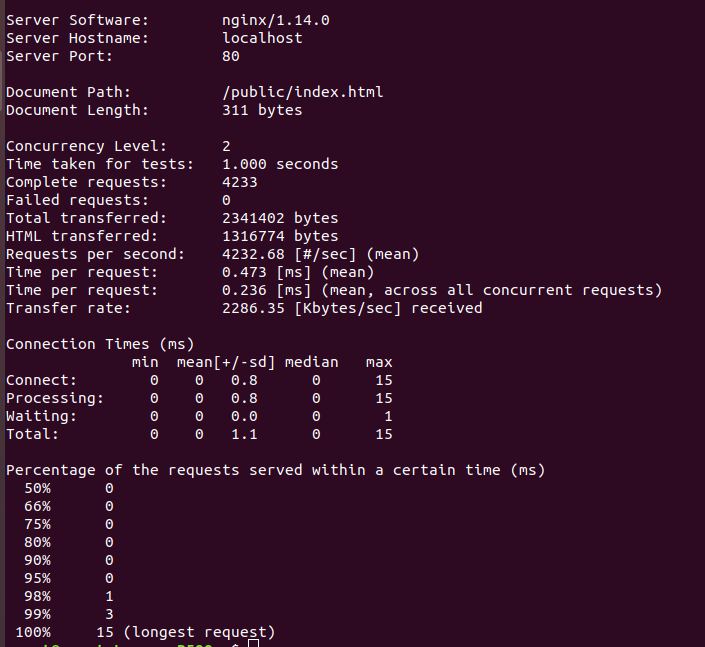 Server Software: nginx/1.14.0
Server Hostname: localhost
Server Port: 80
Document Path: /public/index.html
Document Length: 311 bytes
Concurrency Level: 2
Time taken for tests: 1.000 seconds
Complete requests: 4233
Failed requests: 0
Total transferred: 2341402 bytes
HTML transferred: 1316774 bytes
Requests per second: 4232.68 [#/sec] (mean)
Time per request: 0.473 [ms] (mean)
Time per request: 0.236 [ms] (mean, across all concurrent requests)
Transfer rate: 2286.35 [Kbytes/sec] received
Connection Times (ms)
min mean[+/-sd] median max
Connect: 0 0 0.8 0 15
Processing: 0 0 0.8 0 15
Waiting: 0 0 0.0 0 1
Total: 0 0 1.1 0 15
Percentage of the requests served within a certain time (ms)
50% 0
66% 0
75% 0
80% 0
90% 0
95% 0
98% 1
99% 3
100% 15 (longest request)